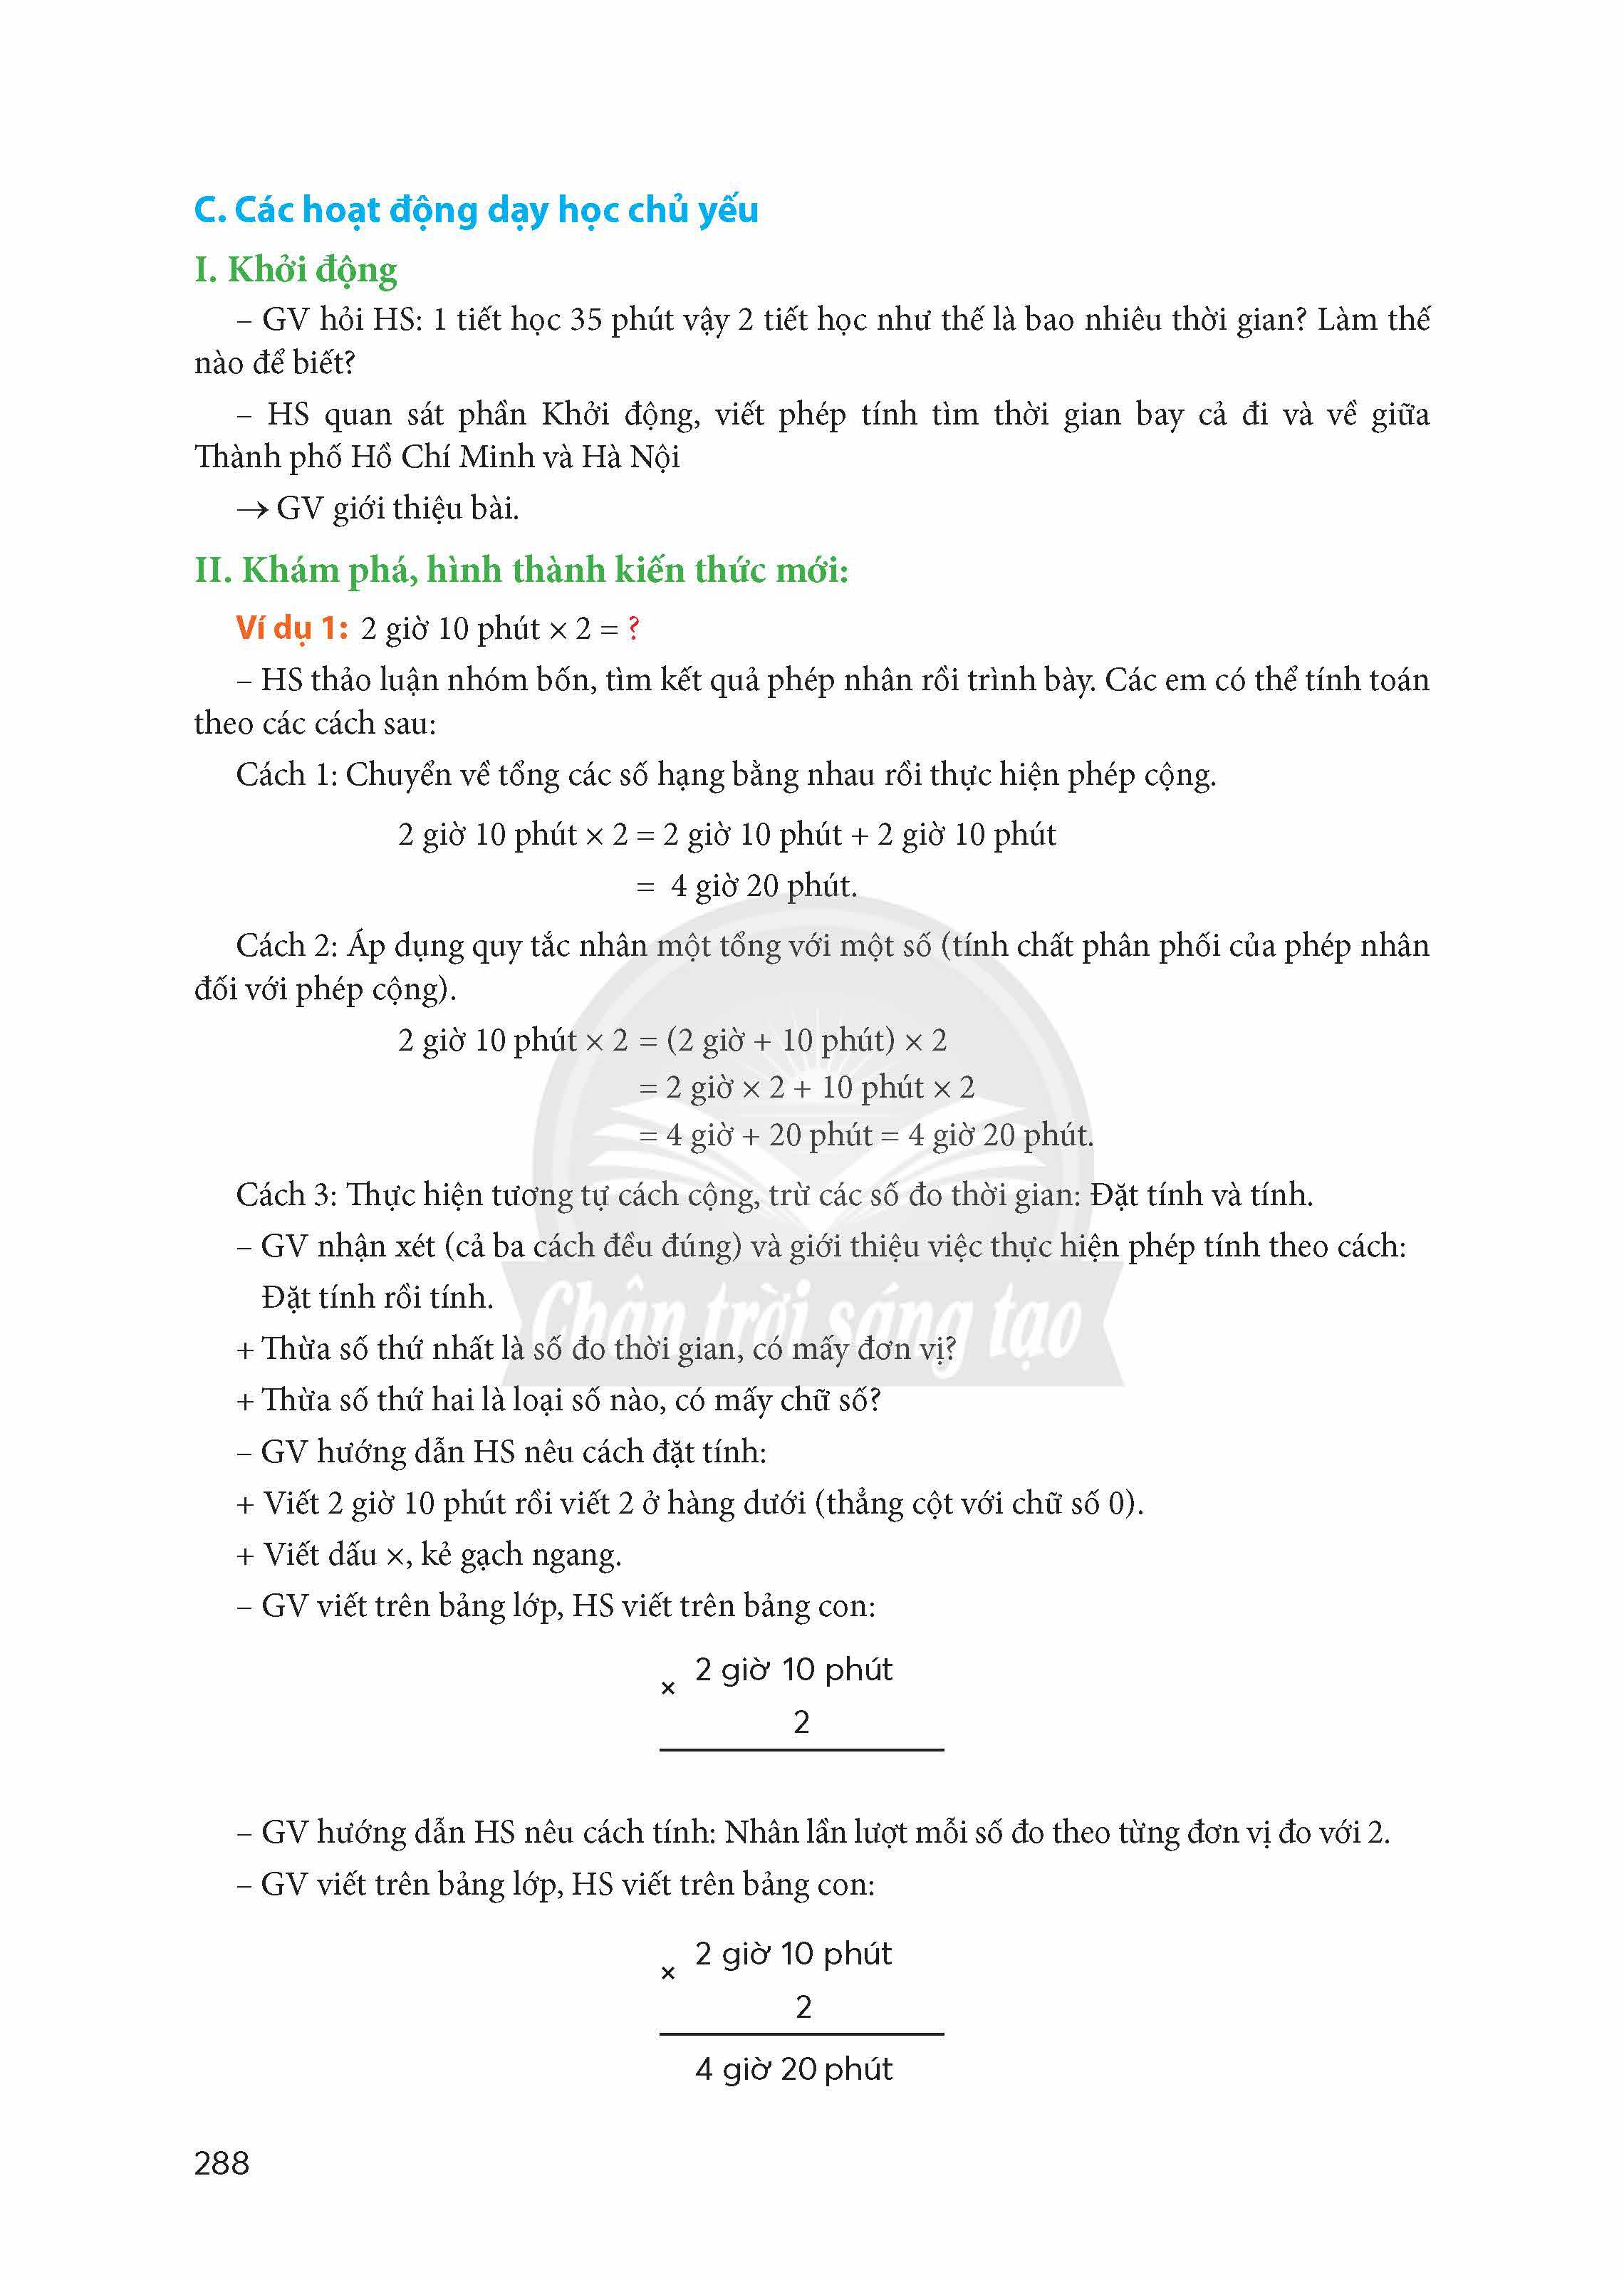 C. Các hoạt động dạy học chủ yếu
I. Khởi động
– GV hỏi HS: 1 tiết học 35 phút vậy 2 tiết học như thế là bao nhiêu thời gian? Làm thế
nào để biết?
– HS quan sát phần Khởi động, viết phép tính tìm thời gian bay cả đi và về giữa
Thành phố Hồ Chí Minh và Hà Nội
→ GV giới thiệu bài.
II. Khám phá, hình thành kiến thức mới:
Ví dụ 1: 2 giờ 10 phút × 2 = ?
– HS thảo luận nhóm bốn, tìm kết quả phép nhân rồi trình bày. Các em có thể tính toán
theo các cách sau:
Cách 1: Chuyển về tổng các số hạng bằng nhau rồi thực hiện phép cộng.
2 giờ 10 phút × 2 = 2 giờ 10 phút + 2 giờ 10 phút
= 4 giờ 20 phút.
Cách 2: Áp dụng quy tắc nhân một tổng với một số (tính chất phân phối của phép nhân
đối với phép cộng).
2 giờ 10 phút × 2 = (2 giờ + 10 phút) × 2
= 2 giờ × 2 + 10 phút × 2
= 4 giờ + 20 phút = 4 giờ 20 phút.
Cách 3: Thực hiện tương tự cách cộng, trừ các số đo thời gian: Đặt tính và tính.
– GV nhận xét (cả ba cách đều đúng) và giới thiệu việc thực hiện phép tính theo cách:
Đặt tính rồi tính.
Chân trời sáng tạo
+ Thừa số thứ nhất là số đo thời gian, có mấy đơn vị?
+ Thừa số thứ hai là loại số nào, có mấy chữ số?
– GV hướng dẫn HS nêu cách đặt tính:
+ Viết 2 giờ 10 phút rồi viết 2 ở hàng dưới (thẳng cột với chữ số 0).
+ Viết dấu ×, kẻ gạch ngang.
– GV viết trên bảng lớp, HS viết trên bảng con:
2 giờ 10 phút
×
2
– GV hướng dẫn HS nêu cách tính: Nhân lần lượt mỗi số đo theo từng đơn vị đo với 2.
– GV viết trên bảng lớp, HS viết trên bảng con:
2 giờ 10 phút
×
2
4 giờ 20 phút
288